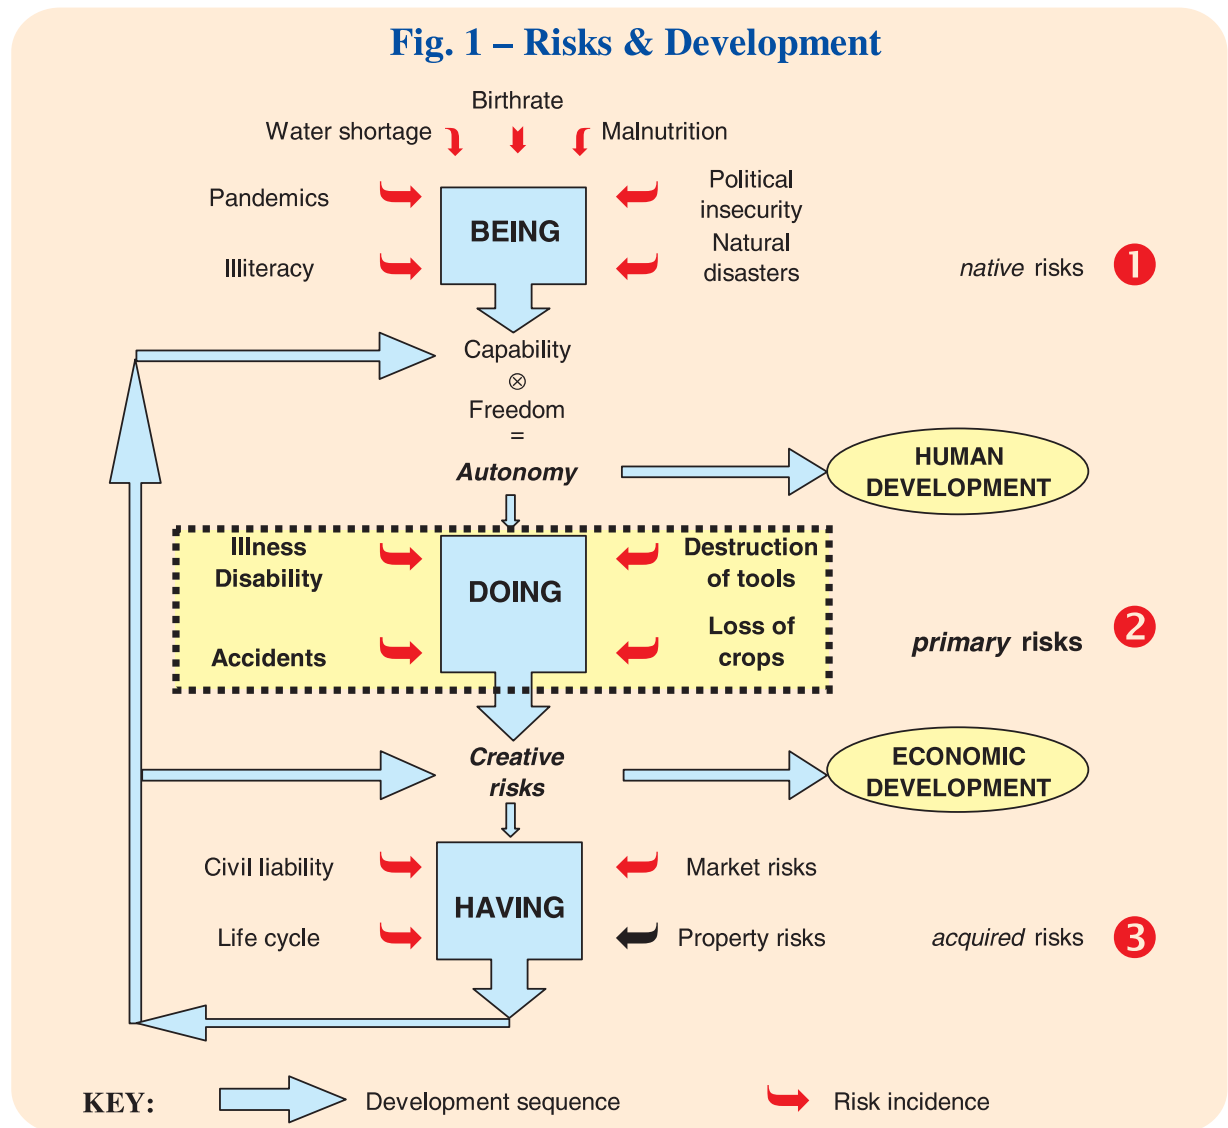 Fig. 1 – Risks & Development
Birthrate
Water shortage
Malnutrition
Pandemics
Political
insecurity
BEING
Illiteracy
Natural
disasters
native risks
1
Capability
⊗
Freedom
=
Autonomy
HUMAN
DEVELOPMENT
Illness
Disability
Destruction
of tools
DOING
Accidents
Loss of
crops
primary risks
2
Creative
risks
ECONOMIC
DEVELOPMENT
Civil liability
Market risks
HAVING
Life cycle
Property risks
acquired risks
3
KEY:
Development sequence
Risk incidence